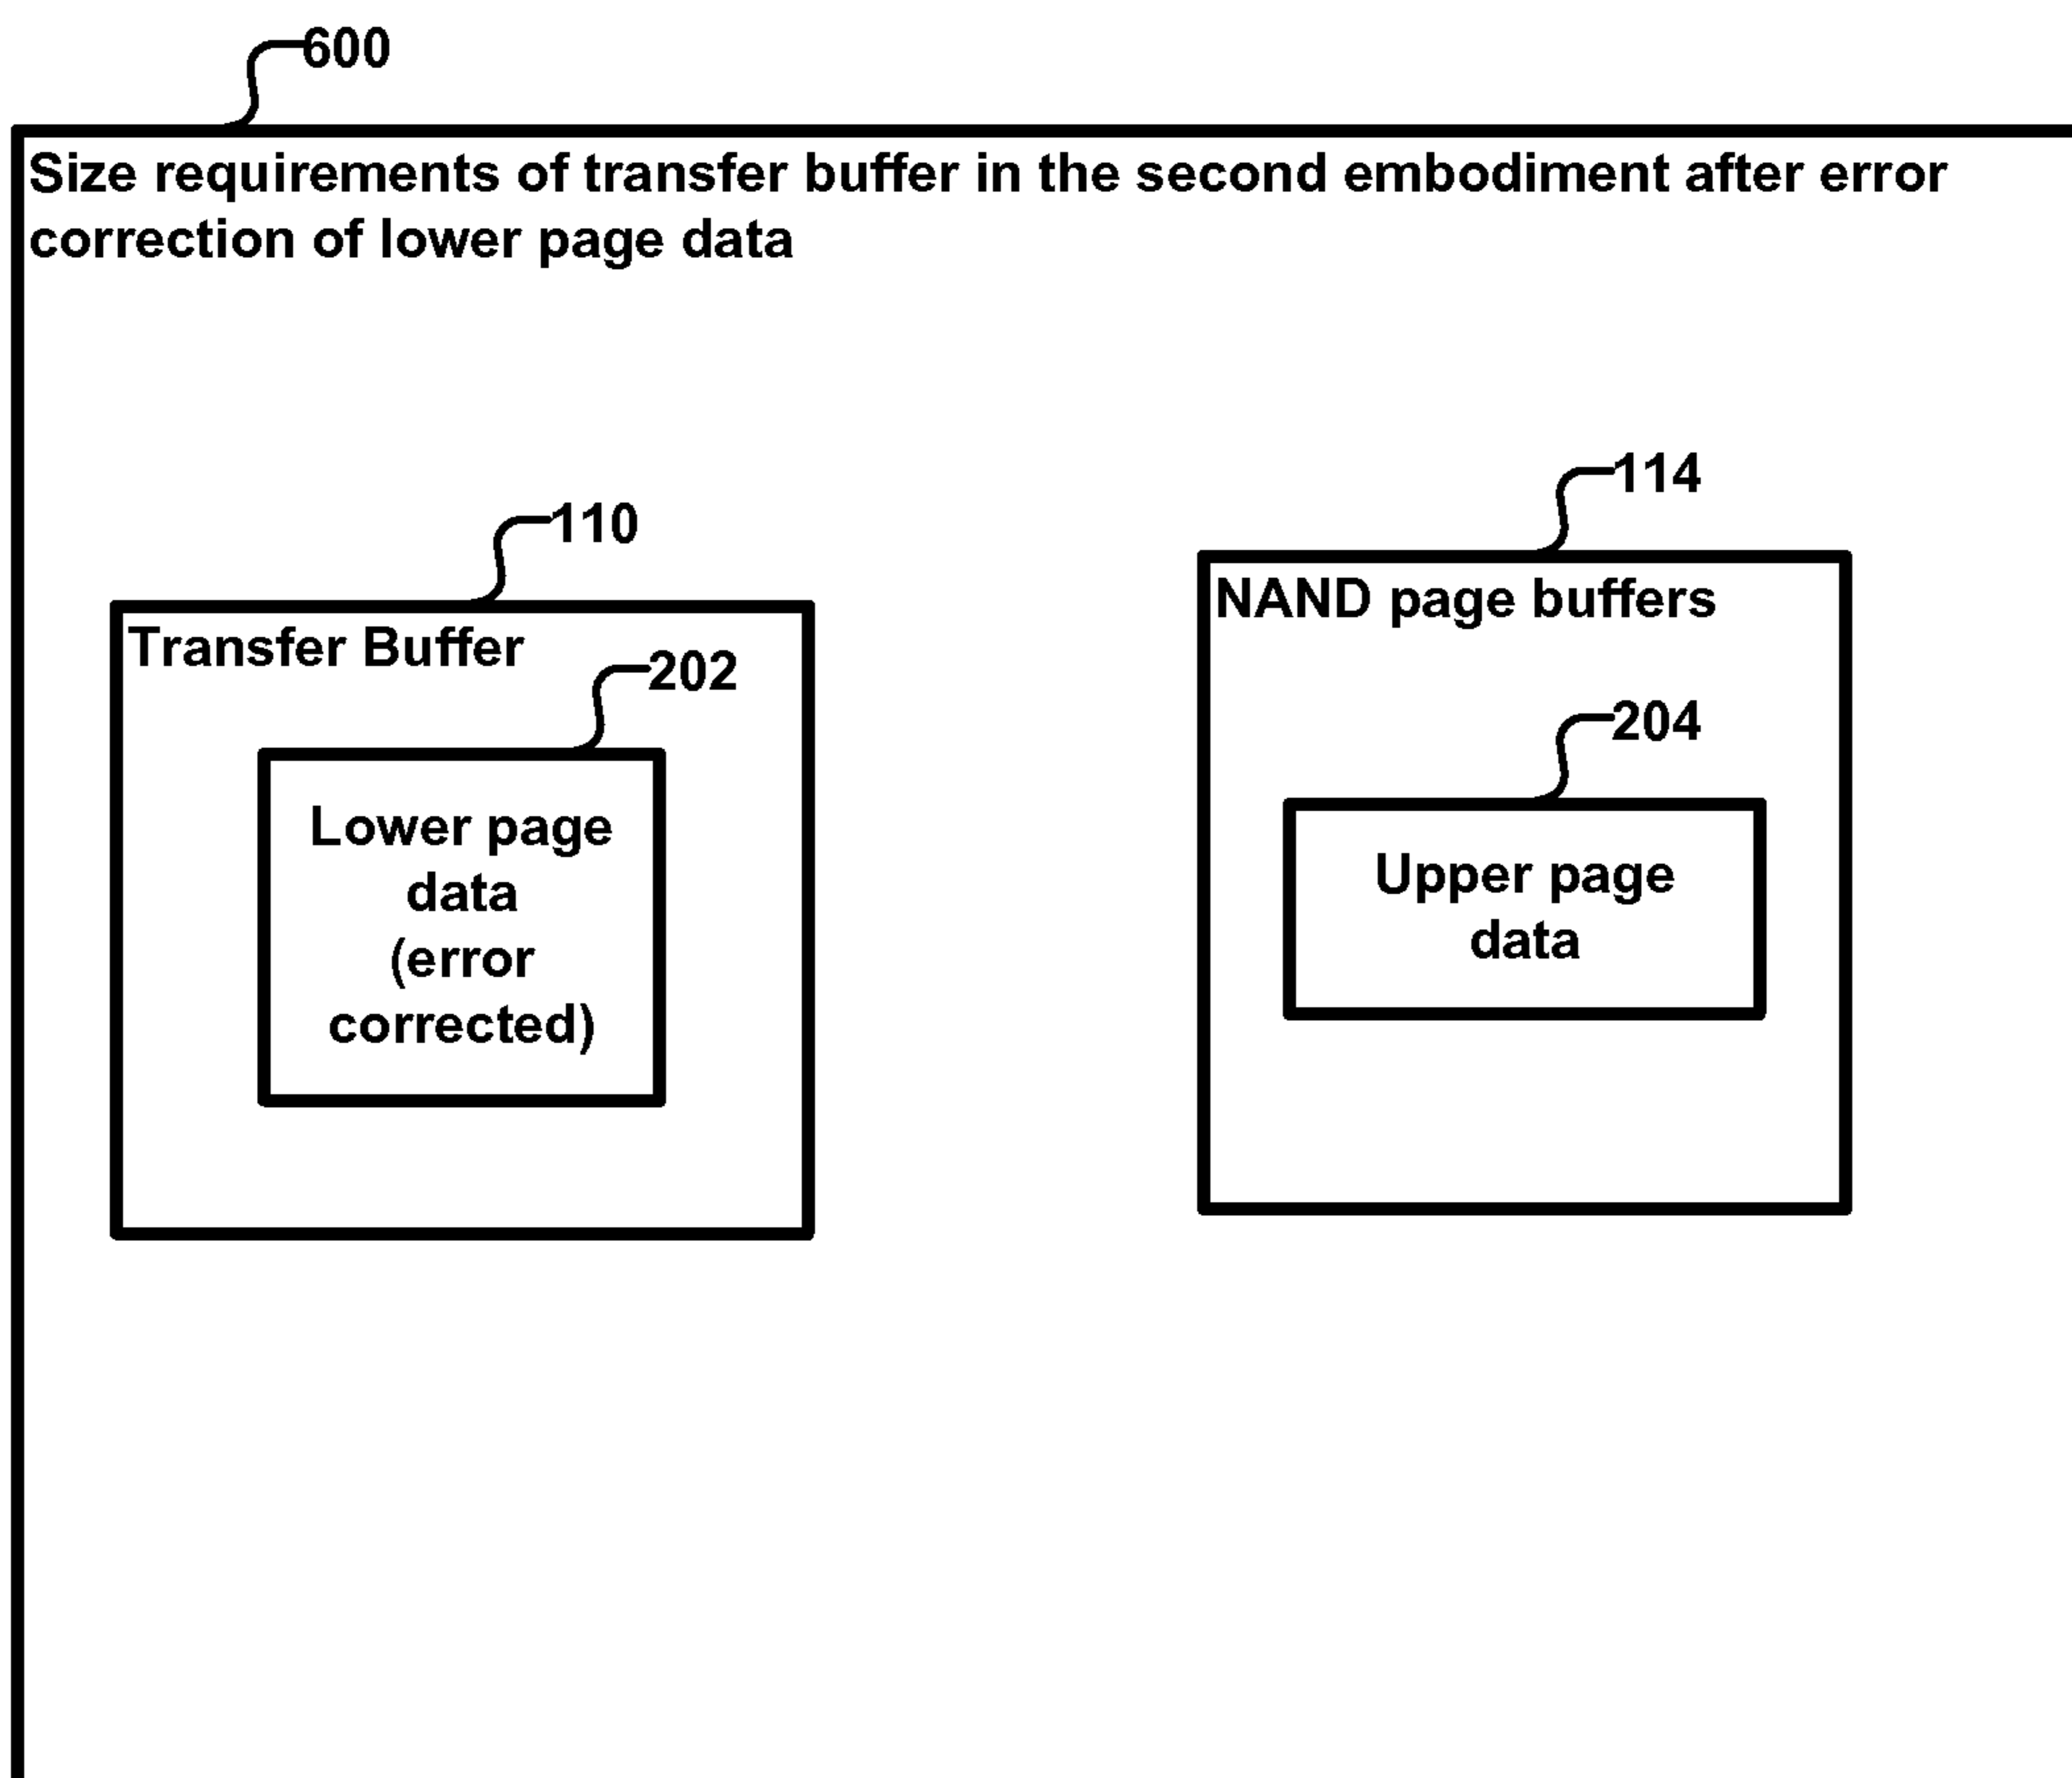 600
Size requirements of transfer buffer in the second embodiment after error
correction of lower page data
114
110
NAND page buffers
Transfer Buffer
202
204
Lower page
data
(error
corrected)
Upper page
data